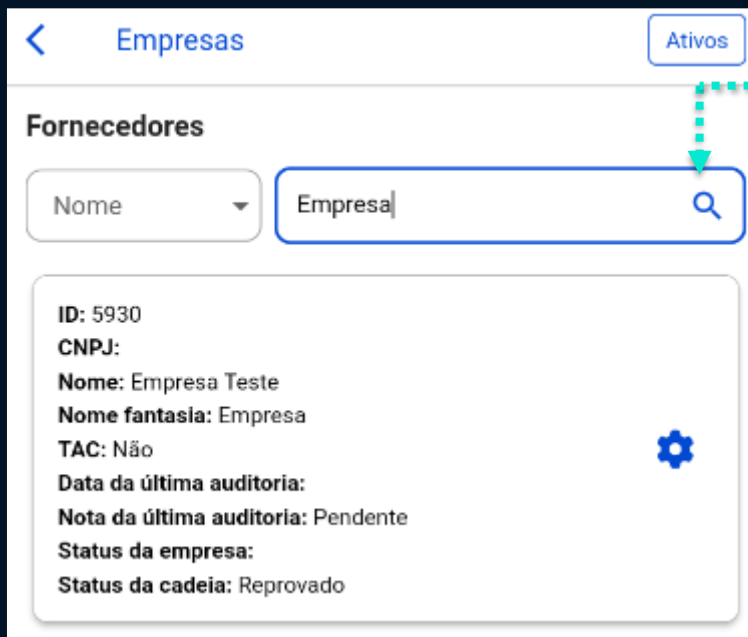 Empresas
Ativos
Fornecedores
Nome
Empresa
ID: 5930
CNPJ:
Nome: Empresa Teste
Nome fantasia: Empresa
TAC: Não
Data da última auditoria:
Nota da última auditoria: Pendente
Status da empresa:
Status da cadeia: Reprovado